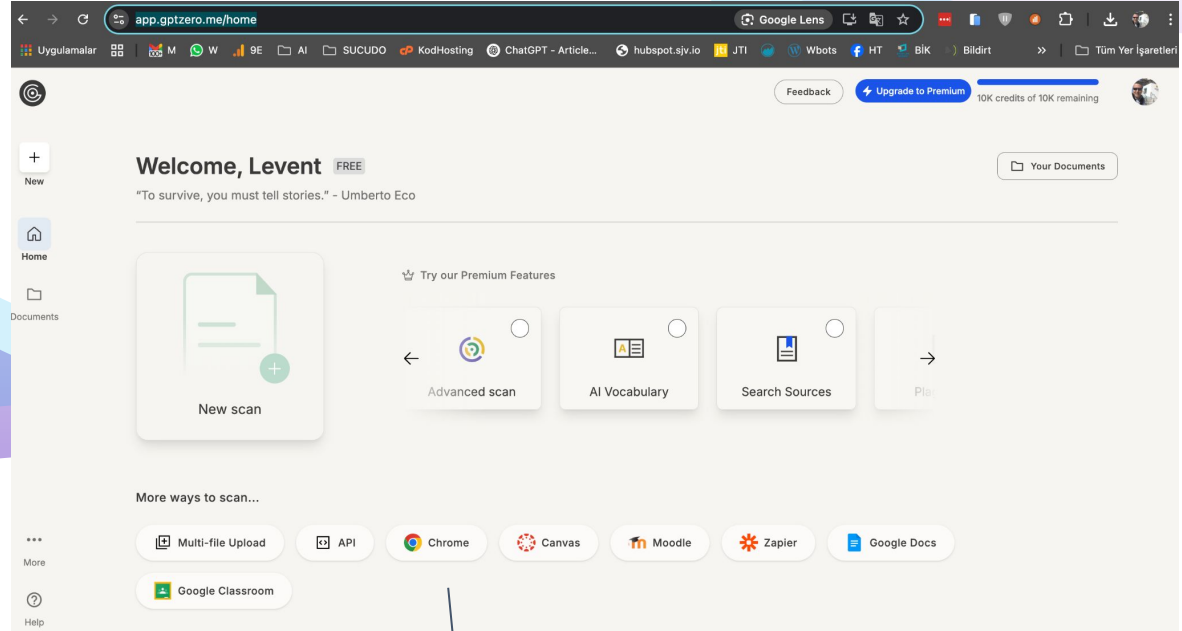 app.gptzero.me/home
Google Lens
Uygulamalar M 9E AI SUCUDO KodHosting ChatGPT - Article... hubspot.sjv.io jtl JTI Wbots HT BİK Bildirt » Tüm Yer İşaretleri
Feedback Upgrade to Premium 10K credits of 10K remaining
New
Welcome, Levent FREE
Your Documents
"To survive, you must tell stories." - Umberto Eco
Home
Try our Premium Features
Documents
Advanced scan AI Vocabulary Search Sources
New scan
More ways to scan...
Multi-file Upload API Chrome Canvas Moodle Zapier Google Docs
More
Google Classroom
Help